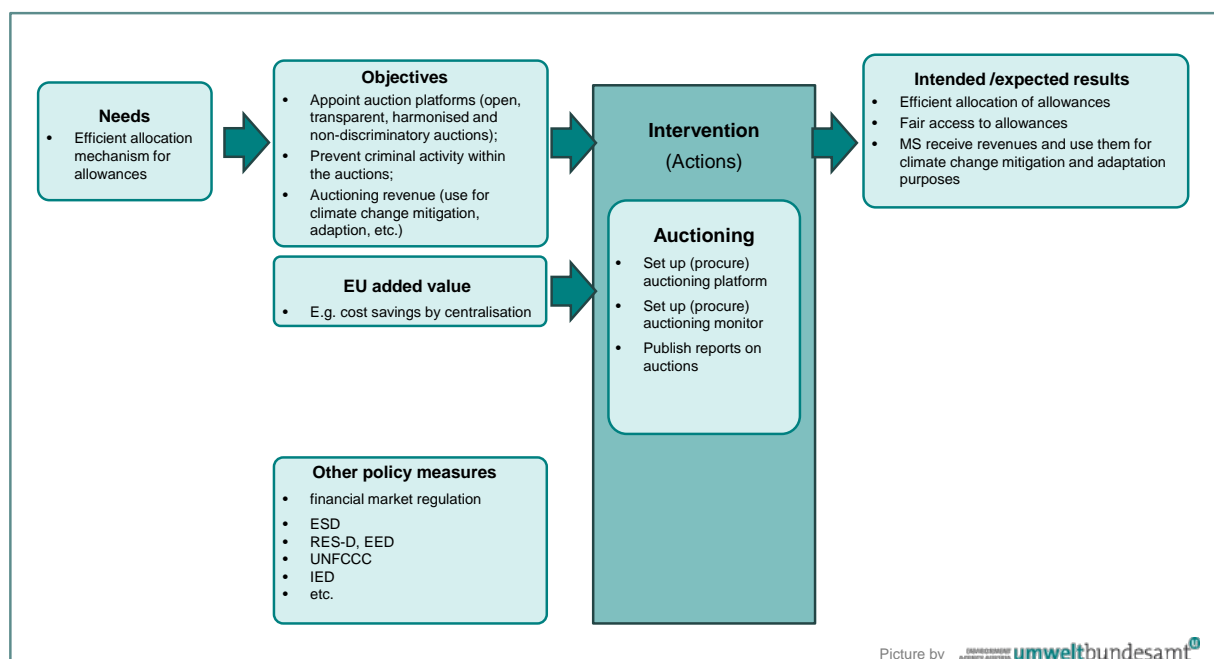 Needs
• Efficient allocation
mechanism for
allowances
Objectives
• Appoint auction platforms (open,
transparent, harmonised and
non-discriminatory auctions);
• Prevent criminal activity within
the auctions;
• Auctioning revenue (use for
climate change mitigation,
adaption, etc.)
EU added value
• E.g. cost savings by centralisation
Other policy measures
• financial market regulation
• ESD
• RES-D, EED
• UNFCCC
• IED
• etc.
Intervention
(Actions)
Auctioning
• Set up (procure)
auctioning platform
• Set up (procure)
auctioning monitor
• Publish reports on
auctions
Intended /expected results
• Efficient allocation of allowances
• Fair access to allowances
• MS receive revenues and use them for
climate change mitigation and adaptation
purposes
Picture by
umweltbundesamt